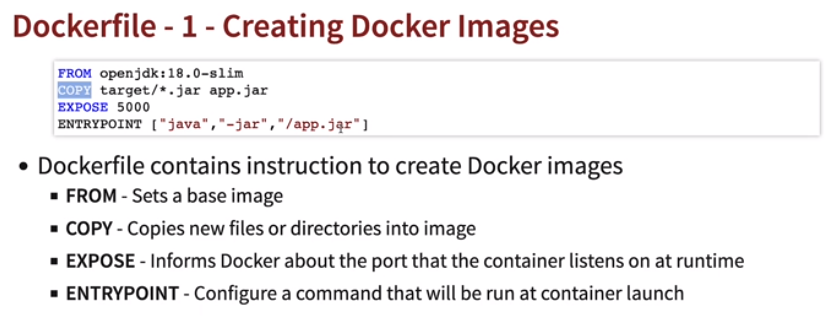 Dockerfile - 1 - Creating Docker Images
FROM openjdk:18.0-slim
COPY target/*.jar app.jar
EXPOSE 5000
ENTRYPOINT ["java","-jar","/app.jar"]
• Dockerfile contains instruction to create Docker images
▪ FROM - Sets a base image
▪ COPY - Copies new files or directories into image
▪ EXPOSE - Informs Docker about the port that the container listens on at runtime
▪ ENTRYPOINT - Configure a command that will be run at container launch